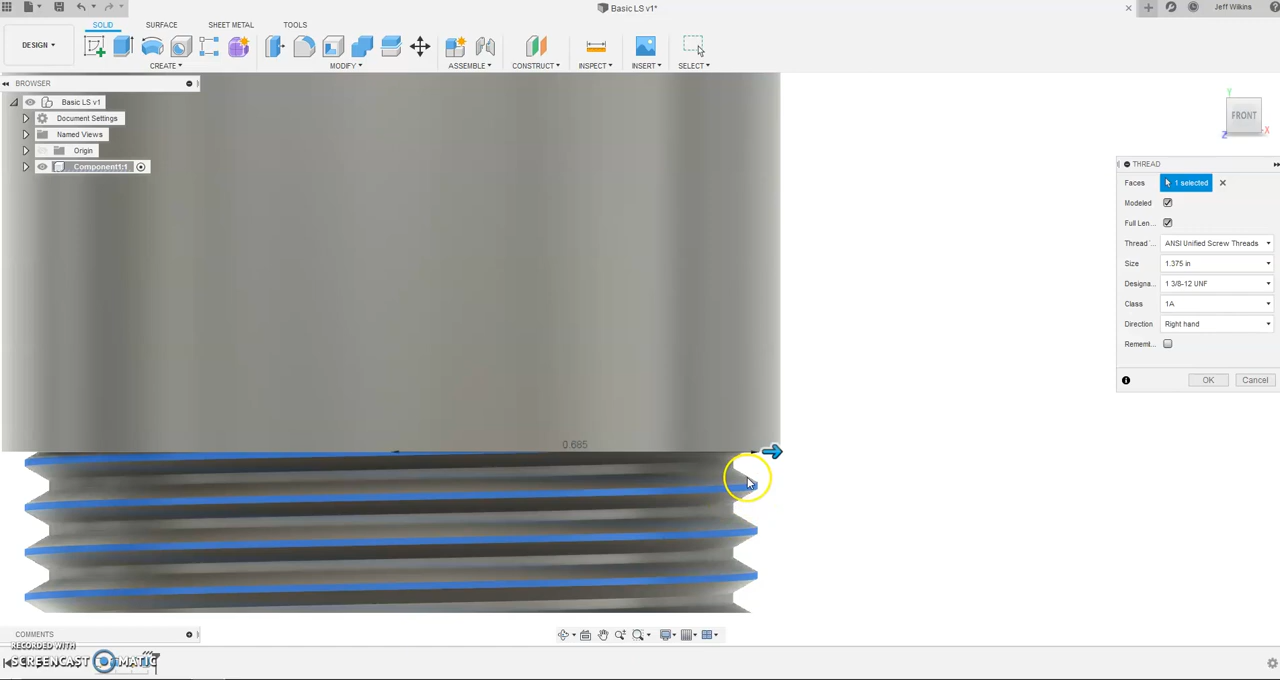 Basic LS v1*
Jeff Wilkins
DESIGN
SOLID
SURFACE
SHEET METAL
TOOLS
CREATE
MODIFY
ASSEMBLE
CONSTRUCT
INSPECT
INSERT
SELECT
BROWSER
Basic LS v1
Document Settings
Named Views
Origin
Component1:1
Y
FRONT
Z
X
THREAD
Faces 1 selected
Modeled
Full Len...
Thread ANSI Unified Screw Threads
Size 1.375 in
Designa... 1 3/8-12 UNF
Class 1A
Direction Right hand
Rememb...
OK Cancel
0.685
COMMENTS
RECORDED WITH
SCREENCAST MATIC